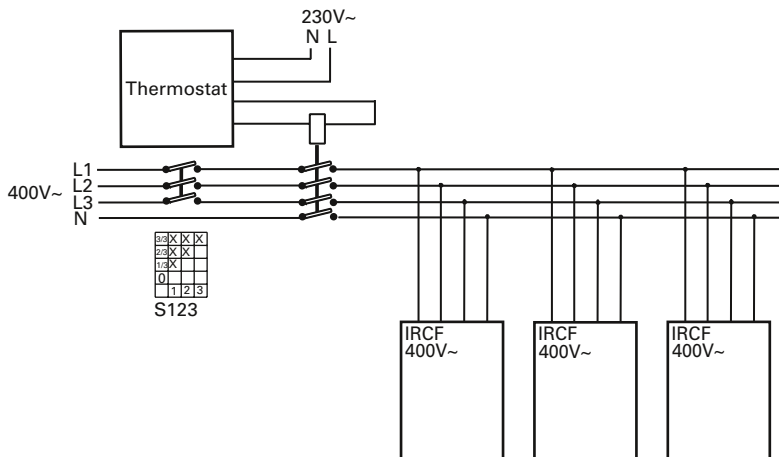 230V~
N L
Thermostat
L1
400V~ L2
L3
N
3/3 X X X
2/3 X X
1/3 X
0
1 2 3
S123
IRCF
400V~
IRCF
400V~
IRCF
400V~